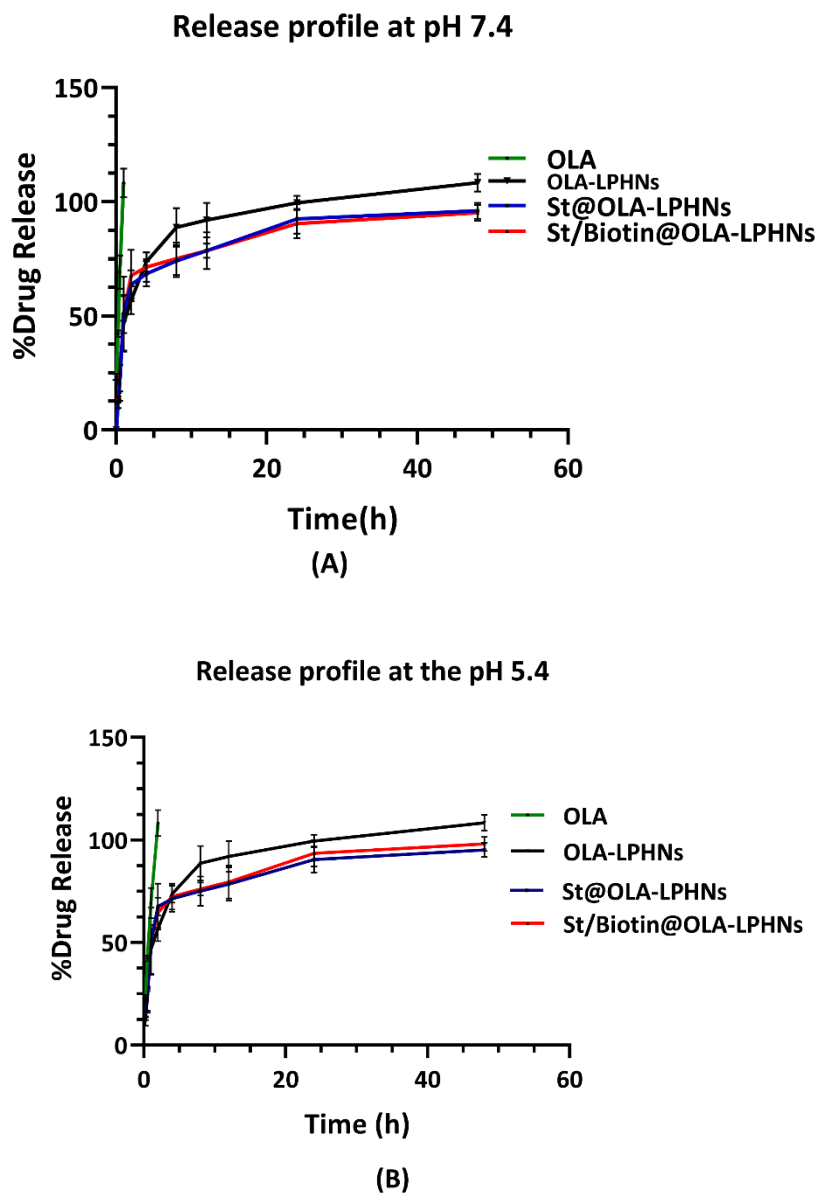 Release profile at pH 7.4
150
100
50
0
%Drug Release
OLA
OLA-LPHNs
St@OLA-LPHNs
St/Biotin@OLA-LPHNs
0 20 40 60
Time(h)
(A)
Release profile at the pH 5.4
150
100
50
0
%Drug Release
OLA
OLA-LPHNs
St@OLA-LPHNs
St/Biotin@OLA-LPHNs
0 20 40 60
Time (h)
(B)